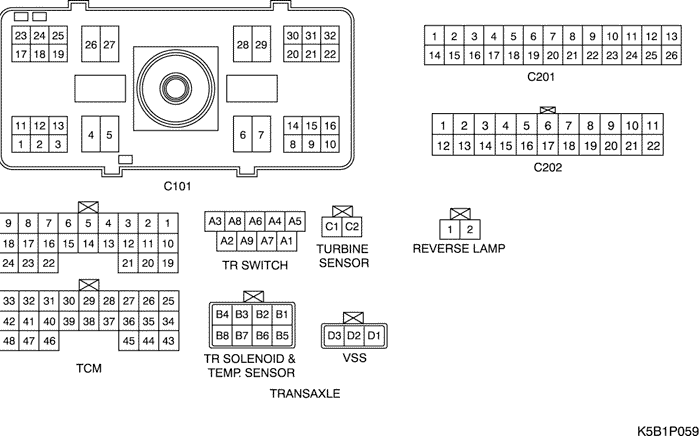 23 24 25 26 27 28 29 30 31 32
17 18 19 20 21 22
11 12 13 4 5 6 7 14 15 16
1 2 3 8 9 10
C101
1 2 3 4 5 6 7 8 9 10 11 12 13
14 15 16 17 18 19 20 21 22 23 24 25 26
C201
1 2 3 4 5 6 7 8 9 10 11
12 13 14 15 16 17 18 19 20 21 22
C202
9 8 7 6 5 4 3 2 1
18 17 16 15 14 13 12 11 10
24 23 22 21 20 19
33 32 31 30 29 28 27 26 25
42 41 40 39 38 37 36 35 34
48 47 46 45 44 43
TCM
A3 A8 A6 A4 A5
A2 A9 A7 A1
TR SWITCH
C1 C2
TURBINE
SENSOR
1 2
REVERSE LAMP
B4 B3 B2 B1
B8 B7 B6 B5
TR SOLENOID &
TEMP. SENSOR
D3 D2 D1
VSS
TRANSAXLE
K5B1P059